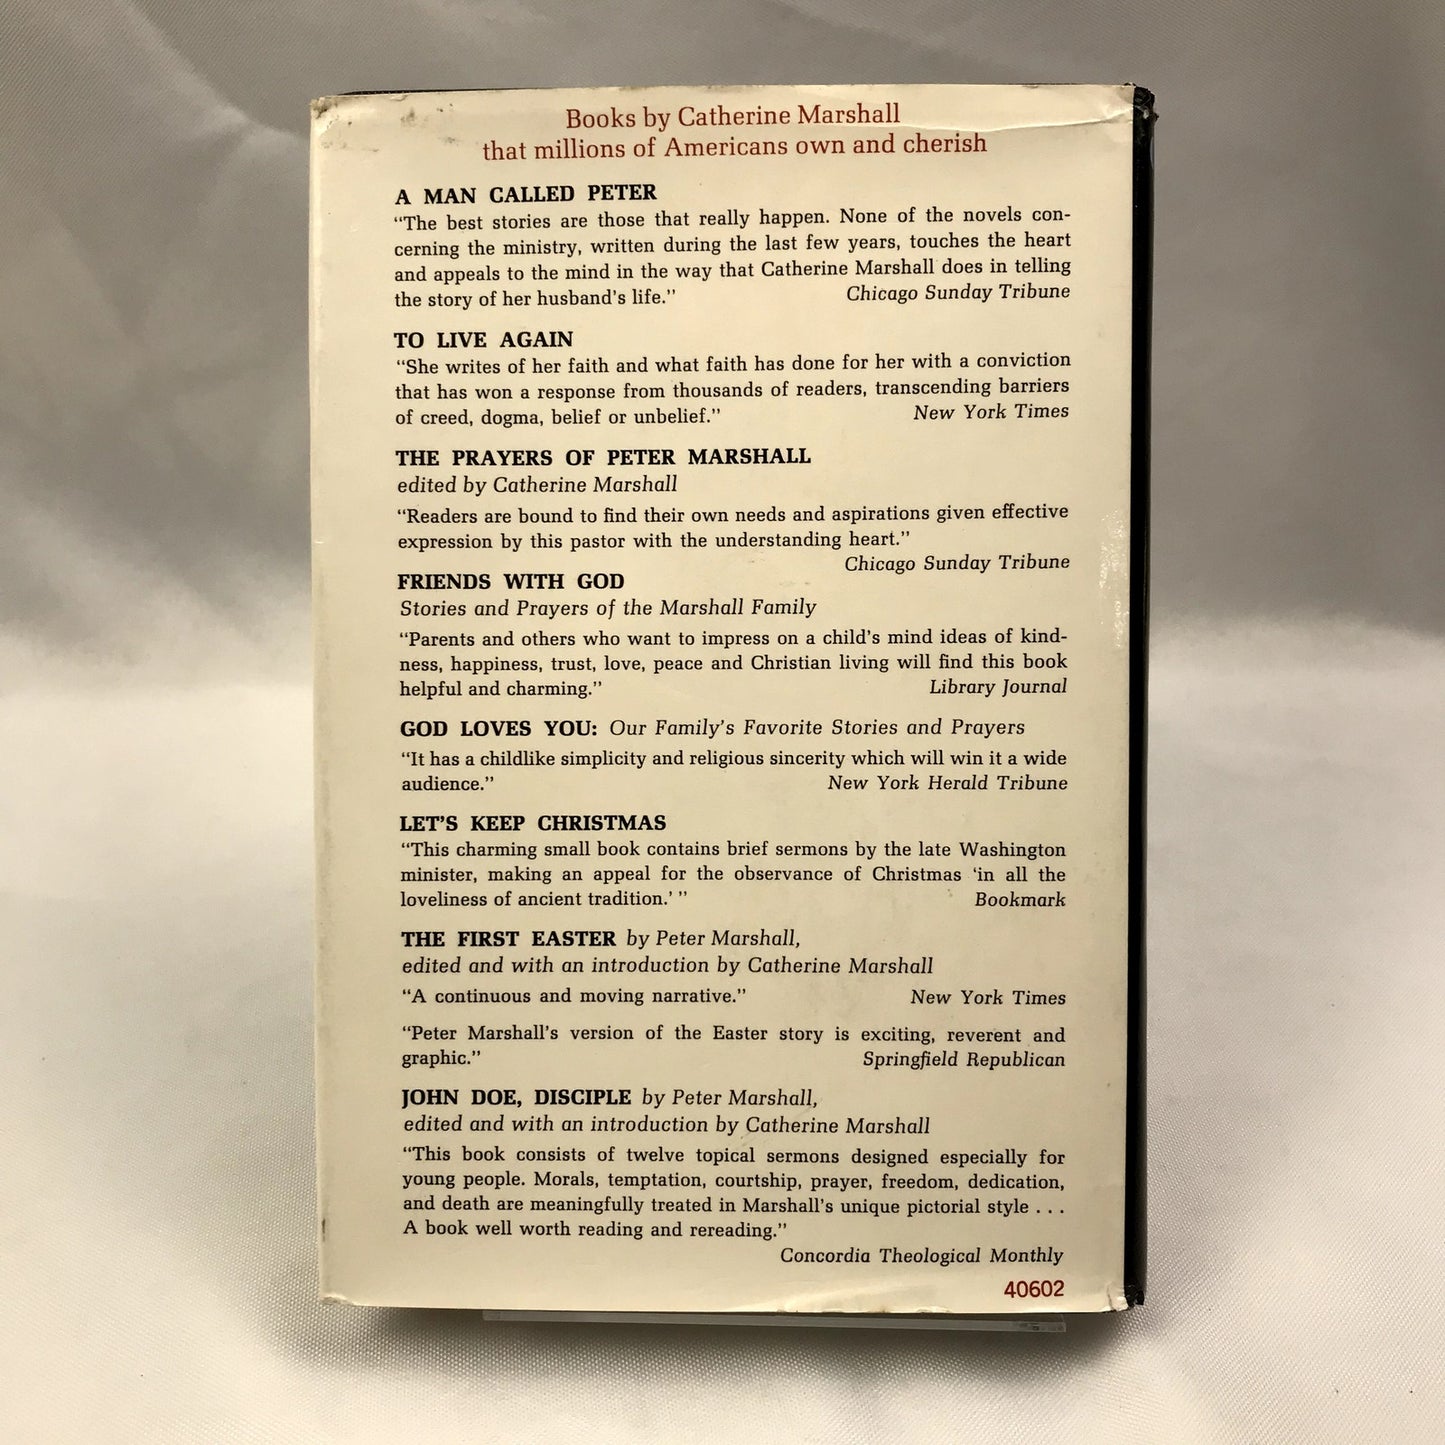 Books by Catherine Marshall
that millions of Americans own and cherish
A MAN CALLED PETER
“The best stories are those that really happen. None of the novels con-
cerning the ministry, written during the last few years, touches the heart
and appeals to the mind in the way that Catherine Marshall does in telling
the story of her husband’s life.” Chicago Sunday Tribune
TO LIVE AGAIN
“She writes of her faith and what faith has done for her with a conviction
that has won a response from thousands of readers, transcending barriers
of creed, dogma, belief or unbelief.” New York Times
THE PRAYERS OF PETER MARSHALL
edited by Catherine Marshall
“Readers are bound to find their own needs and aspirations given effective
expression by this pastor with the understanding heart.”
Chicago Sunday Tribune
FRIENDS WITH GOD
Stories and Prayers of the Marshall Family
“Parents and others who want to impress on a child’s mind ideas of kind-
ness, happiness, trust, love, peace and Christian living will find this book
helpful and charming.” Library Journal
GOD LOVES YOU: Our Family’s Favorite Stories and Prayers
“It has a childlike simplicity and religious sincerity which will win it a wide
audience.” New York Herald Tribune
LET’S KEEP CHRISTMAS
“This charming small book contains brief sermons by the late Washington
minister, making an appeal for the observance of Christmas ‘in all the
loveliness of ancient tradition.’ ” Bookmark
THE FIRST EASTER by Peter Marshall,
edited and with an introduction by Catherine Marshall
“A continuous and moving narrative.” New York Times
“Peter Marshall’s version of the Easter story is exciting, reverent and
graphic.” Springfield Republican
JOHN DOE, DISCIPLE by Peter Marshall,
edited and with an introduction by Catherine Marshall
“This book consists of twelve topical sermons designed especially for
young people. Morals, temptation, courtship, prayer, freedom, dedication,
and death are meaningfully treated in Marshall’s unique pictorial style . . .
A book well worth reading and rereading.”
Concordia Theological Monthly
40602